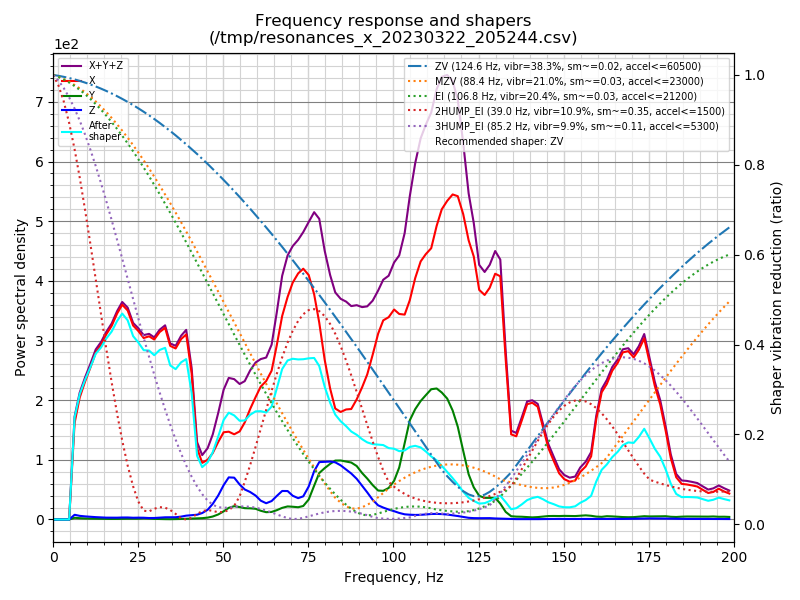 Frequency response and shapers
(/tmp/resonances_x_20230322_205244.csv)
1e2
X+Y+Z
X
Y
Z
After
shaper
ZV (124.6 Hz, vibr=38.3%, sm~=0.02, accel<=60500)
MZV (88.4 Hz, vibr=21.0%, sm~=0.03, accel<=23000)
EI (106.8 Hz, vibr=20.4%, sm~=0.03, accel<=21200)
2HUMP_EI (39.0 Hz, vibr=10.9%, sm~=0.35, accel<=1500)
3HUMP_EI (85.2 Hz, vibr=9.9%, sm~=0.11, accel<=5300)
Recommended shaper: ZV
7
6
5
4
3
2
1
0
Power spectral density
1.0
0.8
0.6
0.4
0.2
0.0
Shaper vibration reduction (ratio)
0 25 50 75 100 125 150 175 200
Frequency, Hz